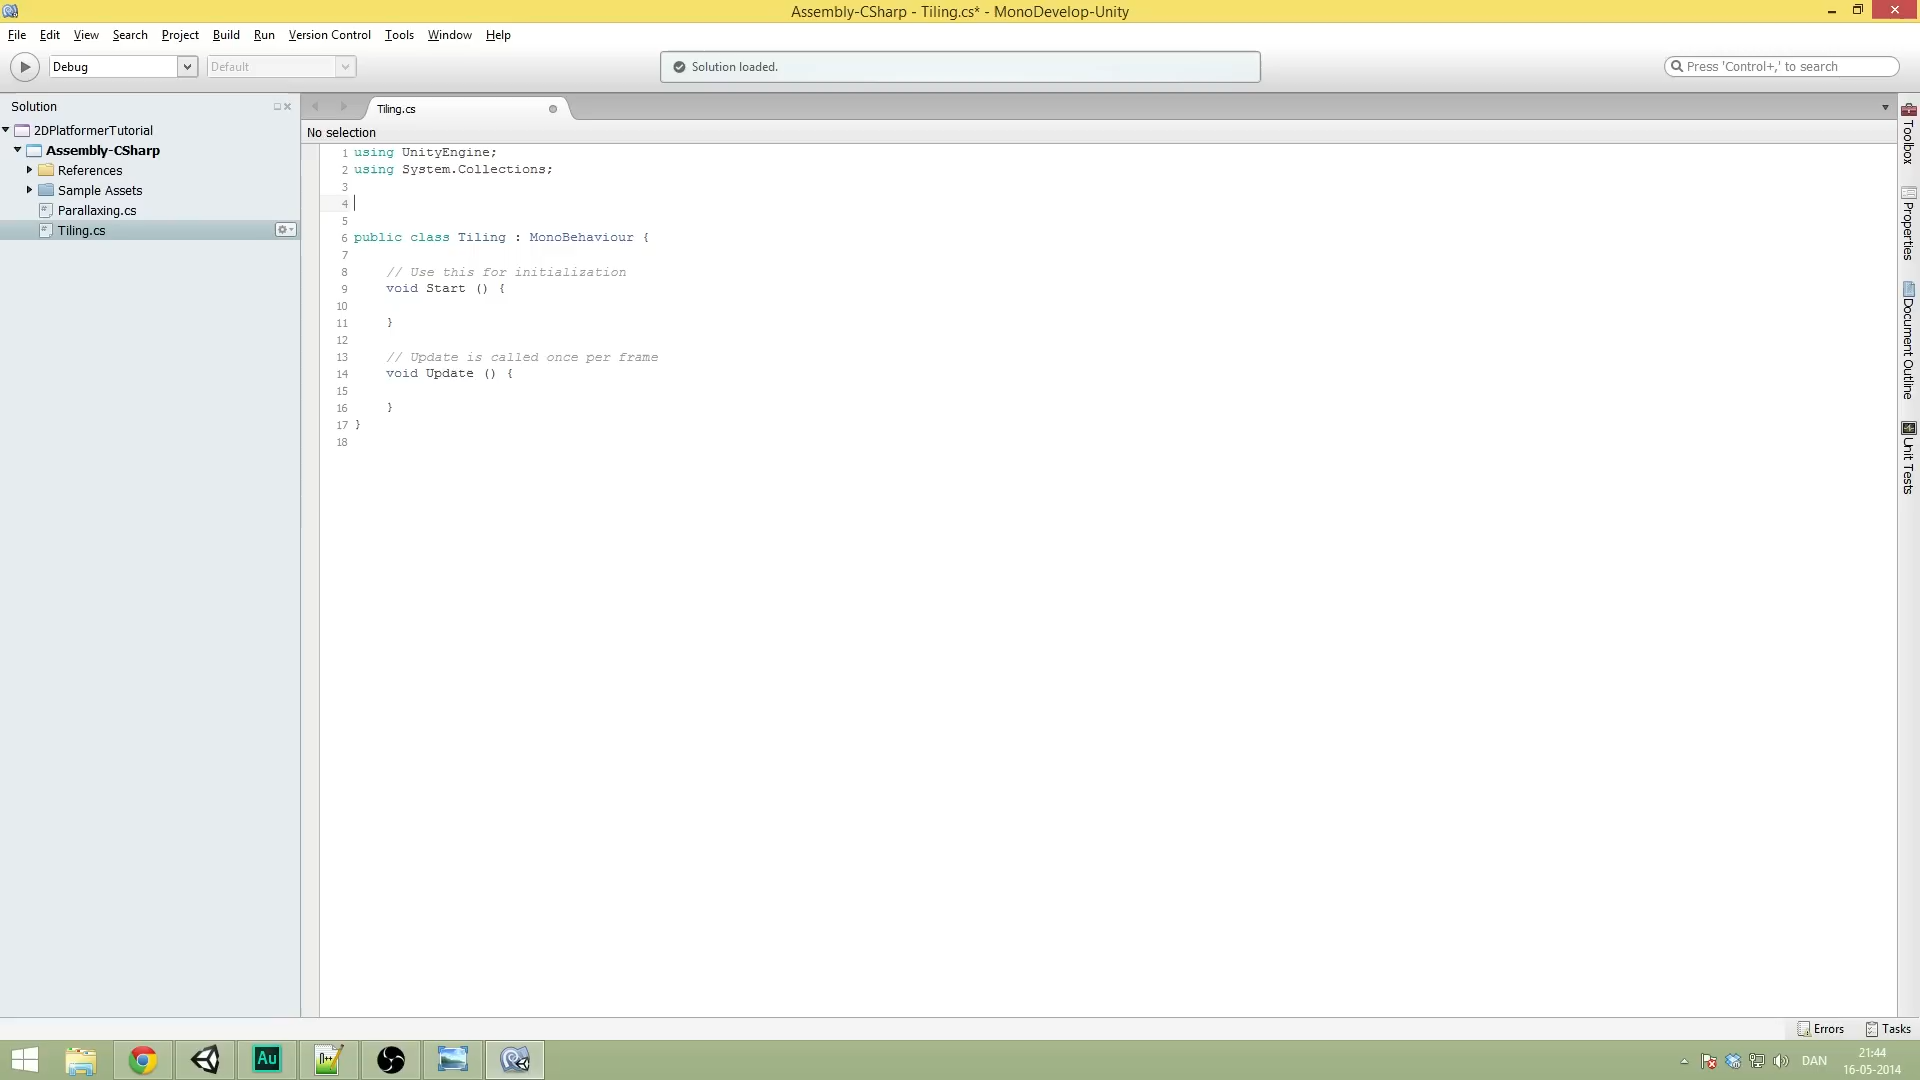 Assembly-CSharp - Tiling.cs* - MonoDevelop-Unity
File Edit View Search Project Build Run Version Control Tools Window Help
Debug
Default
Solution loaded.
Press 'Control+,' to search
Solution
2DPlatformerTutorial
Assembly-CSharp
References
Sample Assets
Parallaxing.cs
Tiling.cs
Tiling.cs
No selection
1 using UnityEngine;
2 using System.Collections;
3
4
5
6 public class Tiling : MonoBehaviour {
7
8 // Use this for initialization
9 void Start () {
10
11 }
12
13 // Update is called once per frame
14 void Update () {
15
16 }
17 }
18
Toolbox
Properties
Document Outline
Unit Tests
Errors Tasks
Au
DAN
21:44
16-05-2014